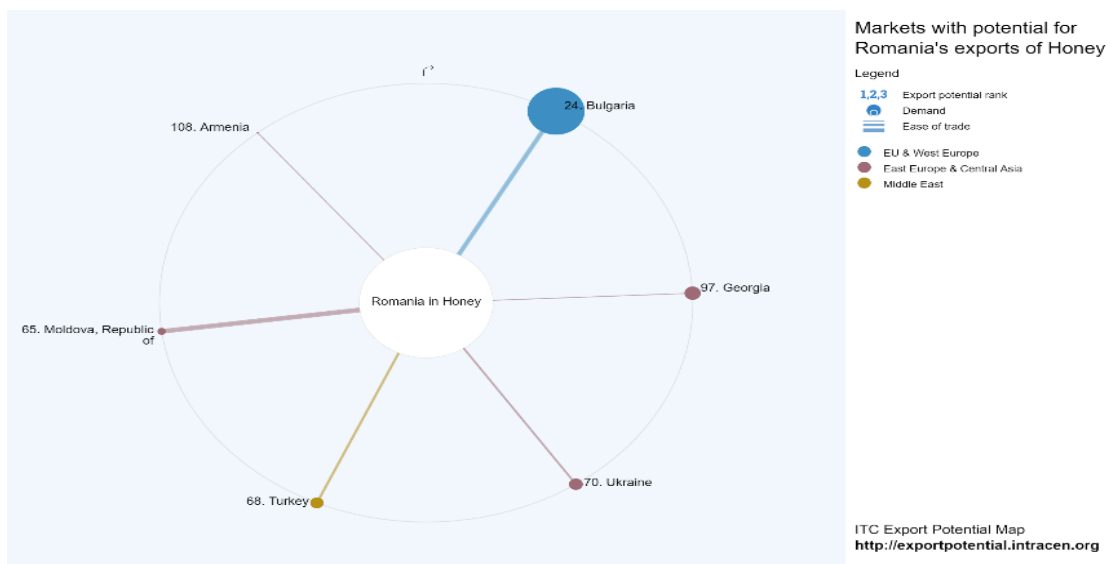 Markets with potential for
Romania's exports of Honey
Legend
1,2,3 Export potential rank
Demand
Ease of trade
EU & West Europe
East Europe & Central Asia
Middle East
24. Bulgaria
108. Armenia
97. Georgia
Romania in Honey
65. Moldova, Republic
of
70. Ukraine
68. Turkey
ITC Export Potential Map
http://exportpotential.intracen.org